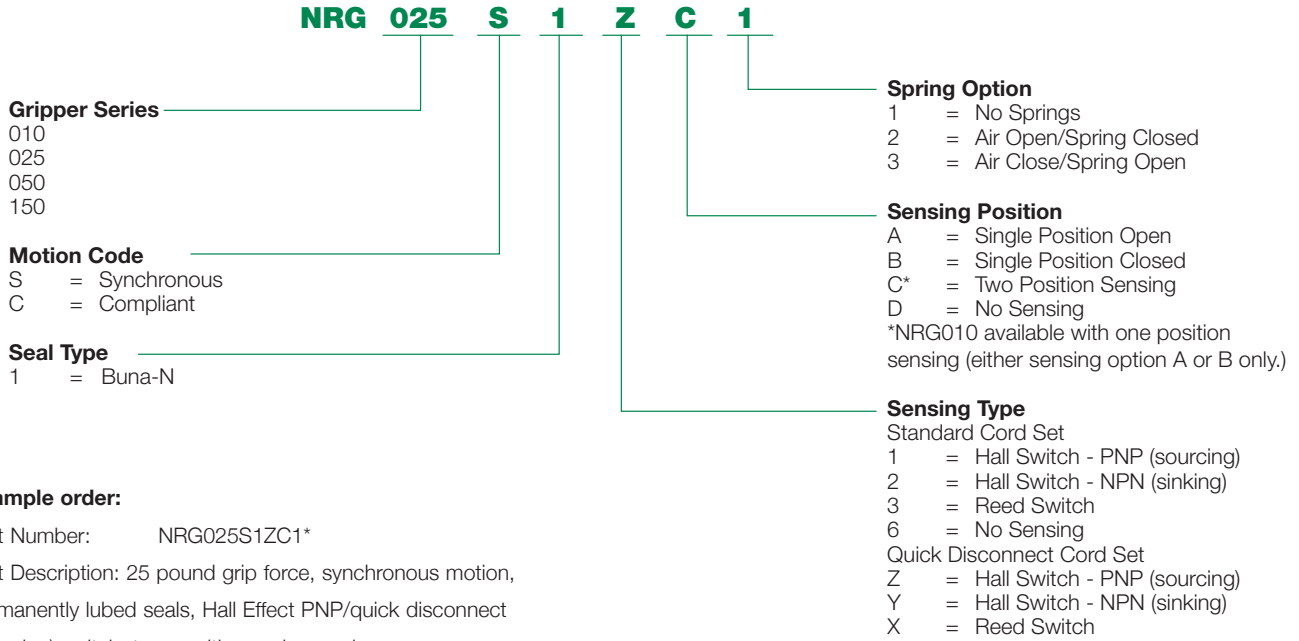 NRG 025 S 1 Z C 1
Gripper Series
010
025
050
150
Motion Code
S = Synchronous
C = Compliant
Seal Type
1 = Buna-N
ample order:
t Number: NRG025S1ZC1*
t Description: 25 pound grip force, synchronous motion,
manently lubed seals, Hall Effect PNP/quick disconnect
Spring Option
1 = No Springs
2 = Air Open/Spring Closed
3 = Air Close/Spring Open
Sensing Position
A = Single Position Open
B = Single Position Closed
C* = Two Position Sensing
D = No Sensing
*NRG010 available with one position
sensing (either sensing option A or B only.)
Sensing Type
Standard Cord Set
1 = Hall Switch - PNP (sourcing)
2 = Hall Switch - NPN (sinking)
3 = Reed Switch
6 = No Sensing
Quick Disconnect Cord Set
Z = Hall Switch - PNP (sourcing)
Y = Hall Switch - NPN (sinking)
X = Reed Switch